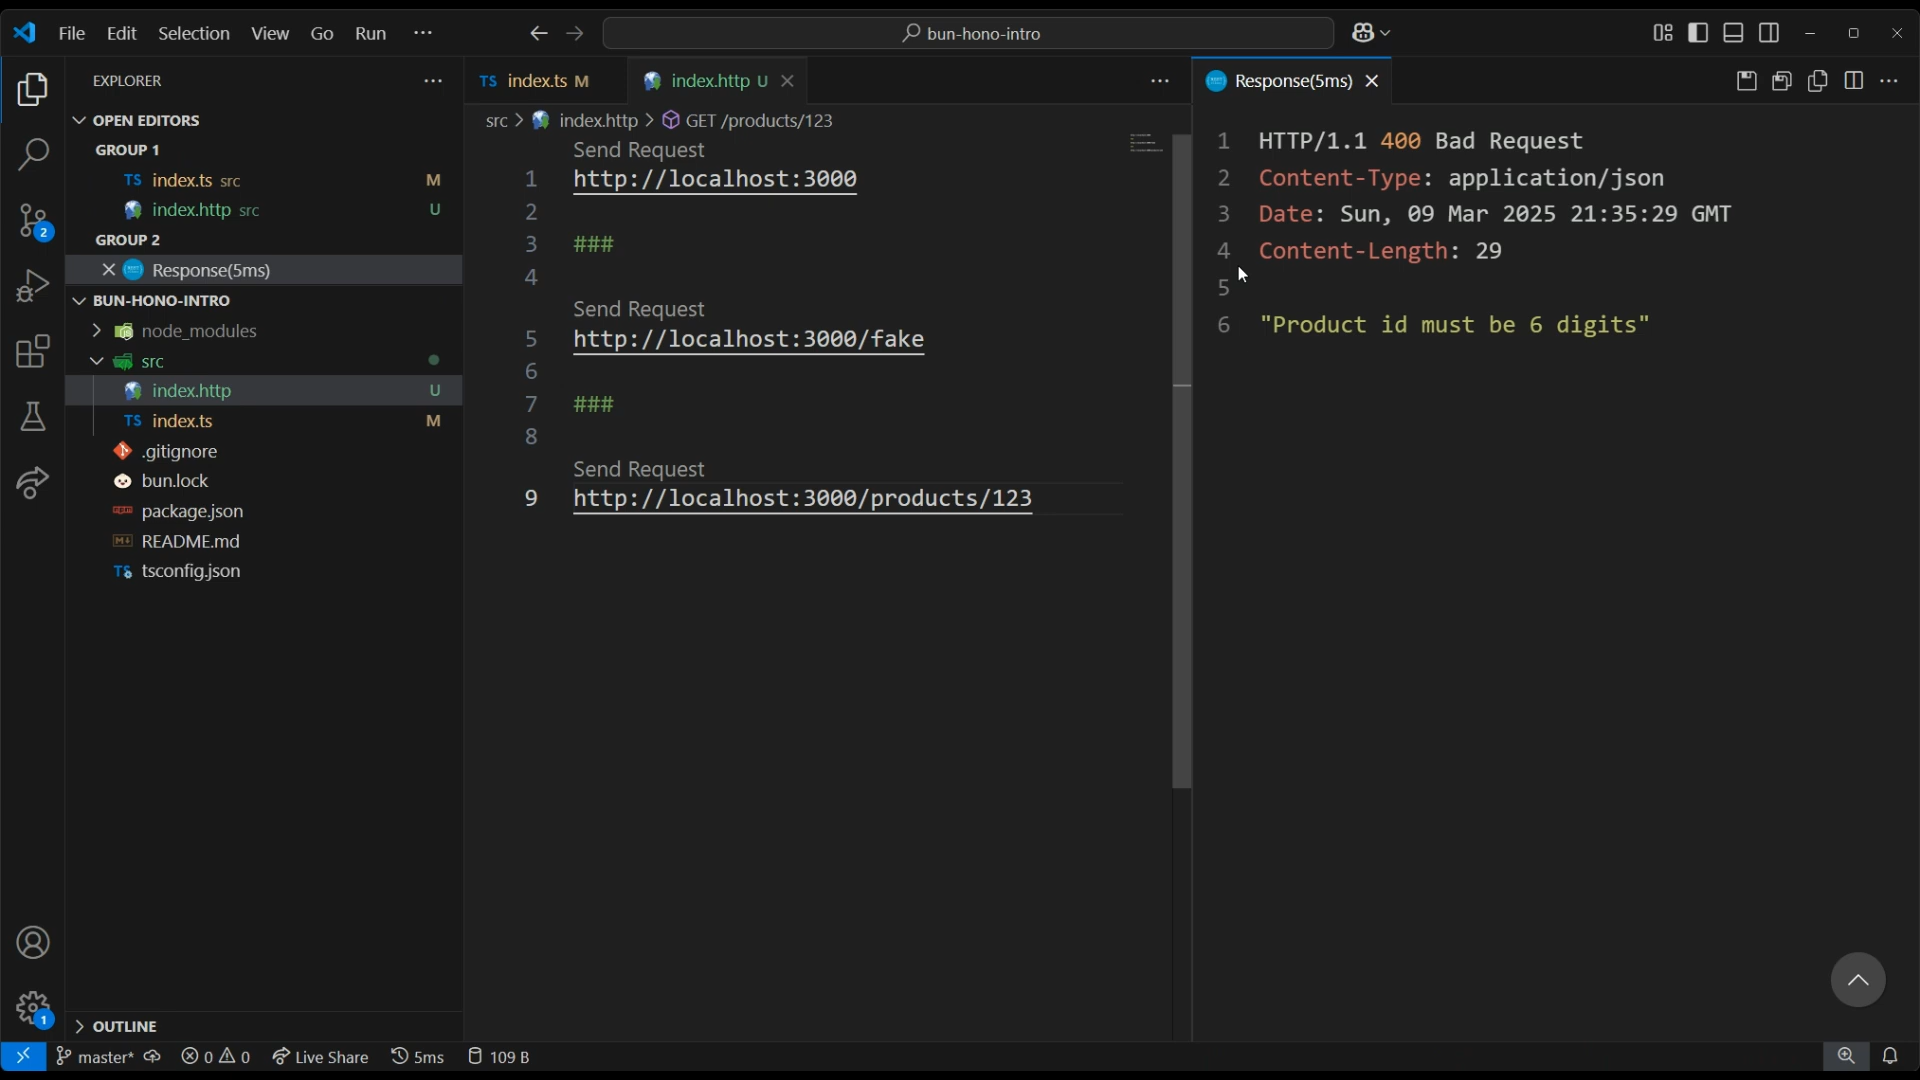 File Edit Selection View Go Run ···
bun-hono-intro
EXPLORER
OPEN EDITORS
GROUP 1
TS index.ts src M
index.http src U
GROUP 2
Response(5ms)
BUN-HONO-INTRO
node_modules
src
index.http U
TS index.ts M
.gitignore
bun.lock
package.json
README.md
TS tsconfig.json
OUTLINE
TS index.ts M
index.http U
src > index.http > GET /products/123
Send Request
1 http://localhost:3000
2
3 ###
4
Send Request
5 http://localhost:3000/fake
6
7 ###
8
Send Request
9 http://localhost:3000/products/123
Response(5ms)
1 HTTP/1.1 400 Bad Request
2 Content-Type: application/json
3 Date: Sun, 09 Mar 2025 21:35:29 GMT
4 Content-Length: 29
5
6 "Product id must be 6 digits"
2
1
master* 0 0 Live Share 5ms 109 B